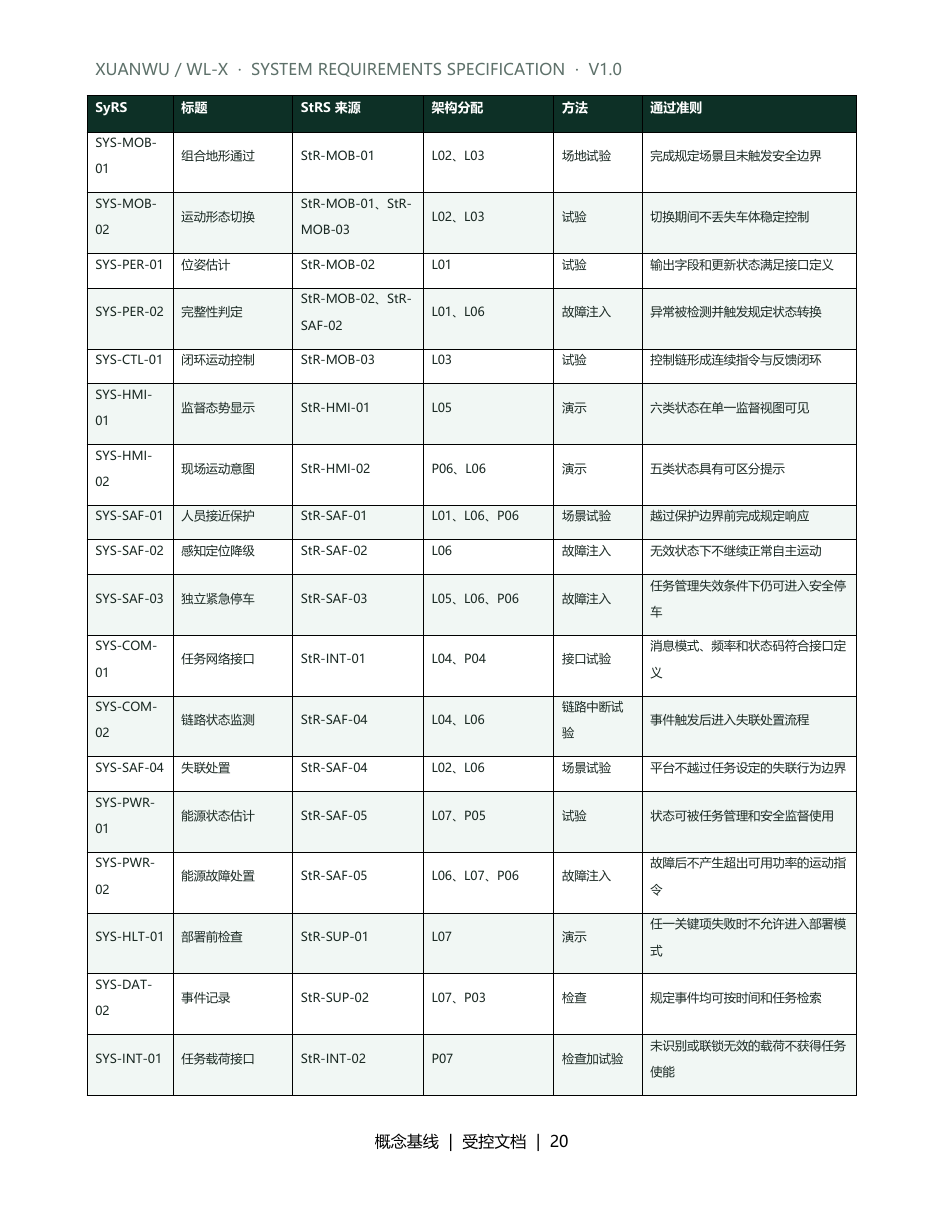 XUANWU / WL-X · SYSTEM REQUIREMENTS SPECIFICATION · V1.0
SyRS 标题 StRS 来源 架构分配 方法 通过准则
SYS-MOB-01 组合地形通过 StR-MOB-01 L02、L03 场地试验 完成规定场景且未触发安全边界
SYS-MOB-02 运动形态切换 StR-MOB-01、StR-MOB-03 L02、L03 试验 切换期间不丢失车体稳定控制
SYS-PER-01 位姿估计 StR-MOB-02 L01 试验 输出字段和更新状态满足接口定义
SYS-PER-02 完整性判定 StR-MOB-02、StR-SAF-02 L01、L06 故障注入 异常被检测并触发规定状态转换
SYS-CTL-01 闭环运动控制 StR-MOB-03 L03 试验 控制链形成连续指令与反馈闭环
SYS-HMI-01 监督态势显示 StR-HMI-01 L05 演示 六类状态在单一监督视图可见
SYS-HMI-02 现场运动意图 StR-HMI-02 P06、L06 演示 五类状态具有可区分提示
SYS-SAF-01 人员接近保护 StR-SAF-01 L01、L06、P06 场景试验 越过保护边界前完成规定响应
SYS-SAF-02 感知定位降级 StR-SAF-02 L06 故障注入 无效状态下不继续正常自主运动
SYS-SAF-03 独立紧急停车 StR-SAF-03 L05、L06、P06 故障注入 任务管理失效条件下仍可进入安全停车
SYS-COM-01 任务网络接口 StR-INT-01 L04、P04 接口试验 消息模式、频率和状态码符合接口定义
SYS-COM-02 链路状态监测 StR-SAF-04 L04、L06 链路中断试验 事件触发后进入失联处置流程
SYS-SAF-04 失联处置 StR-SAF-04 L02、L06 场景试验 平台不越过任务设定的失联行为边界
SYS-PWR-01 能源状态估计 StR-SAF-05 L07、P05 试验 状态可被任务管理和安全监督使用
SYS-PWR-02 能源故障处置 StR-SAF-05 L06、L07、P06 故障注入 故障后不产生超出可用功率的运动指令
SYS-HLT-01 部署前检查 StR-SUP-01 L07 演示 任一关键项失败时不允许进入部署模式
SYS-DAT-02 事件记录 StR-SUP-02 L07、P03 检查 规定事件均可按时间和任务检索
SYS-INT-01 任务载荷接口 StR-INT-02 P07 检查加试验 未识别或联锁无效的载荷不获得任务使能
概念基线 | 受控文档 | 20